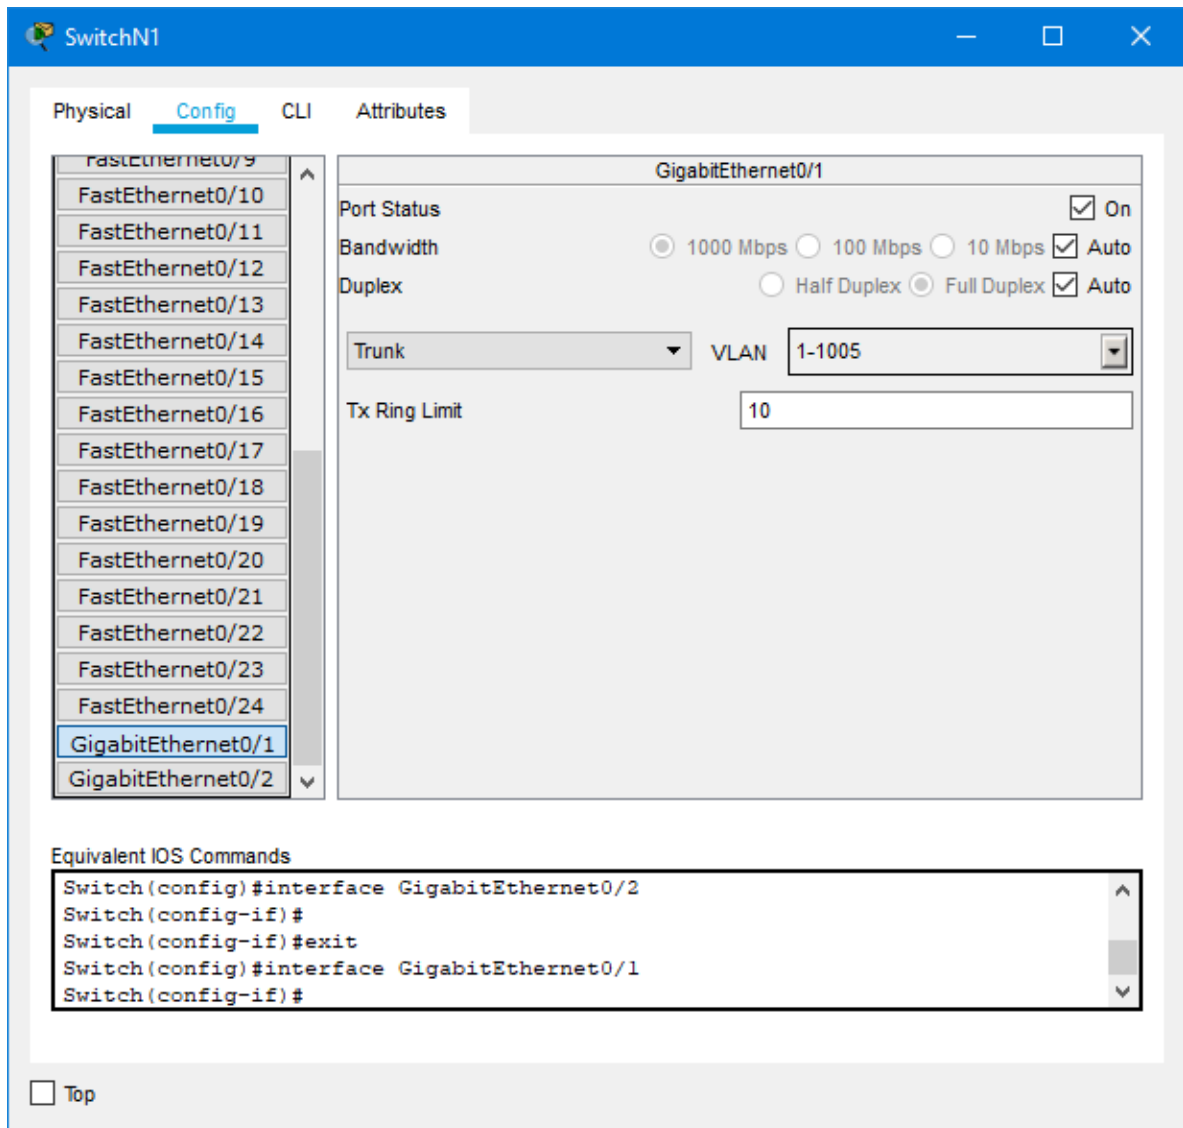 SwitchN1
Physical Config CLI Attributes
FastEthernet0/9
FastEthernet0/10
FastEthernet0/11
FastEthernet0/12
FastEthernet0/13
FastEthernet0/14
FastEthernet0/15
FastEthernet0/16
FastEthernet0/17
FastEthernet0/18
FastEthernet0/19
FastEthernet0/20
FastEthernet0/21
FastEthernet0/22
FastEthernet0/23
FastEthernet0/24
GigabitEthernet0/1
GigabitEthernet0/2
GigabitEthernet0/1
Port Status On
Bandwidth 1000 Mbps 100 Mbps 10 Mbps Auto
Duplex Half Duplex Full Duplex Auto
Trunk VLAN 1-1005
Tx Ring Limit 10
Equivalent IOS Commands
Switch(config)#interface GigabitEthernet0/2
Switch(config-if)#
Switch(config-if)#exit
Switch(config)#interface GigabitEthernet0/1
Switch(config-if)#
Top